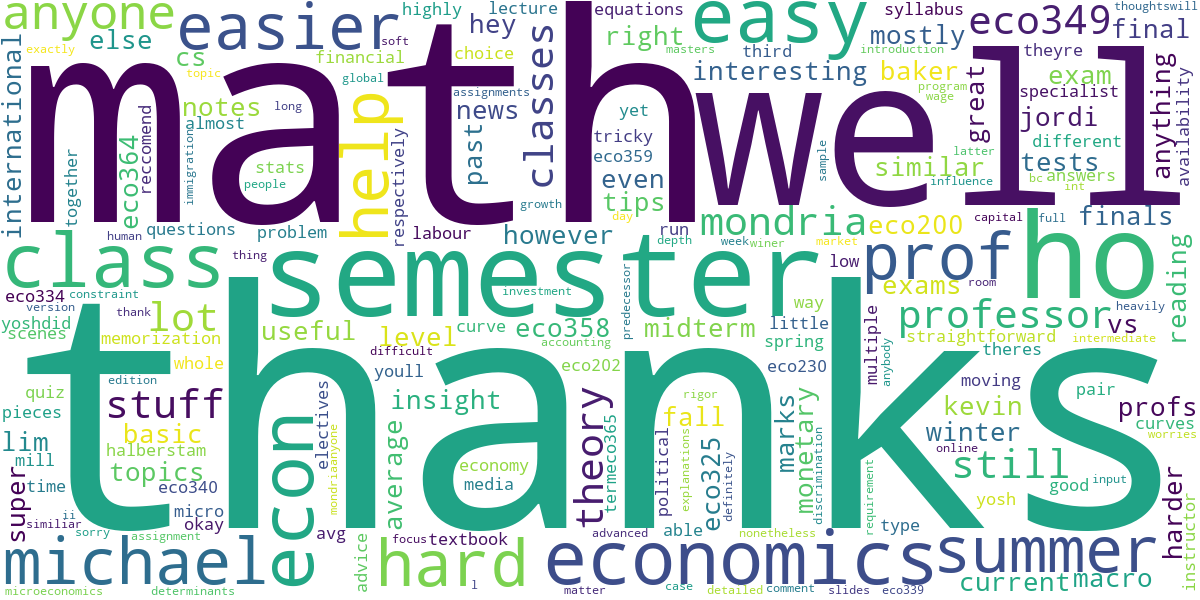 anyone
easier
highly
lecture
equations
syllabus
eco349
final
thoughtswill
exactly
else
cs
soft
topic
hey
choice
right
easy
mostly
theyre
masters
introduction
financial
global
math
well
third
interesting
baker
program
wage
exam
specialist
anything
availability
international
notes
almost
long
assignments
news
classes
yet
tricky
eco359
great
jordi
different
tests
latter
similar
influence
bc
answers
int
together
eco364
reccomend
immigration
stats
people
help
respectively
past
even
tips
sample
growth
day
mondria
eco200
capital
full
finals
human
questions
problem
labour
however
run
depth
week
winer
market
low
prof
room
ho
reading
class
thing
semester
exams
heavily
eco334
constraint
version
thank
lot
yoshdid
scenes
memorization
investment
predecessor
way
professor
useful
level
curve
eco358
accounting
midterm
little
spring
straightforward
vs
intermediate
whole
difficult
youll
eco202
eco230
multiple
anybody
theres
thanks
quiz
edition
electives
insight
moving
pair
pieces
stuff
econ
theory
fall
rigor
kevin
profs
curves
worries
lim
basic
halberstam
mondriaanyone
average
termeco365
political
explanations
eco325
definitely
marks
monetary
discrimination
winter
online
mill
topics
economy
media
still
super
time
eco340
requirement
yosh
good
input
harder
ii
micro
similiar
okay
sorry
avg
able
type
instructor
assignment
advice
focus
textbook
advanced
nonetheless
michael
hard
economics
summer
current
macro
microeconomics
determinants
l
matter
case
detailed
comment
slides
eco339